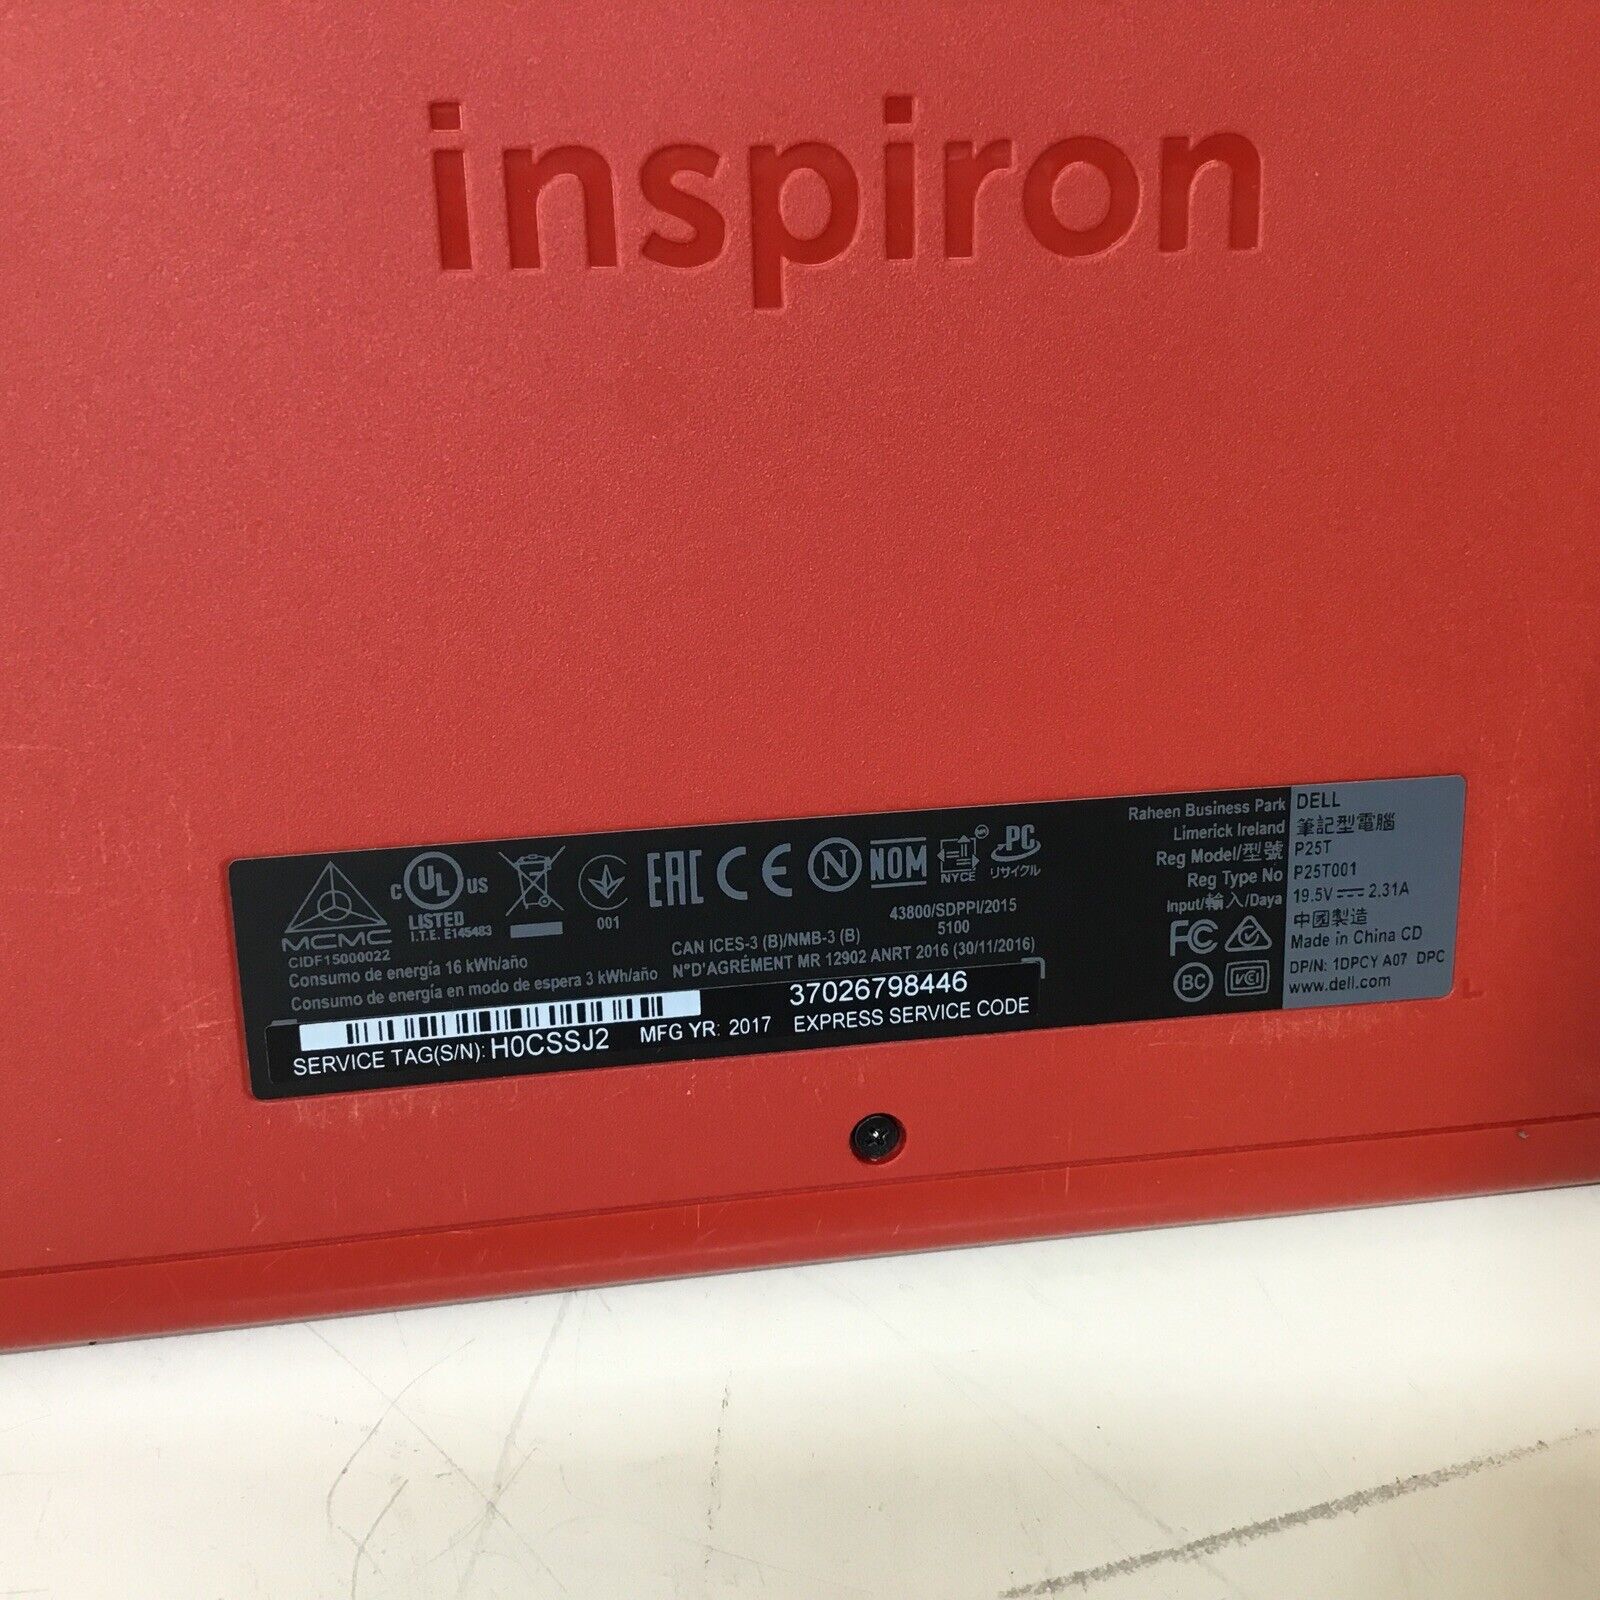 inspiron
Raheen Business Park DELL
Limerick Ireland 筆記型電腦
Reg Model/型號 P25T
Reg Type No P25T001
Input/輸入/Daya 19.5V 2.31A
中國製造
Made in China CD
DP/N: 1DPCY A07 DPC
www.dell.com
FC
BC
VCI
MCMC
CIDF15000022
c UL US
LISTED
I.T.E. E145483
001
EAC CE N NOM
NYCE
PC
リサイクル
43800/SDPPI/2015
5100
CAN ICES-3 (B)/NMB-3 (B)
N°D'AGRÉMENT MR 12902 ANRT 2016 (30/11/2016)
Consumo de energía 16 kWh/año
Consumo de energía en modo de espera 3 kWh/año
37026798446
SERVICE TAG(S/N): H0CSSJ2 MFG YR: 2017 EXPRESS SERVICE CODE